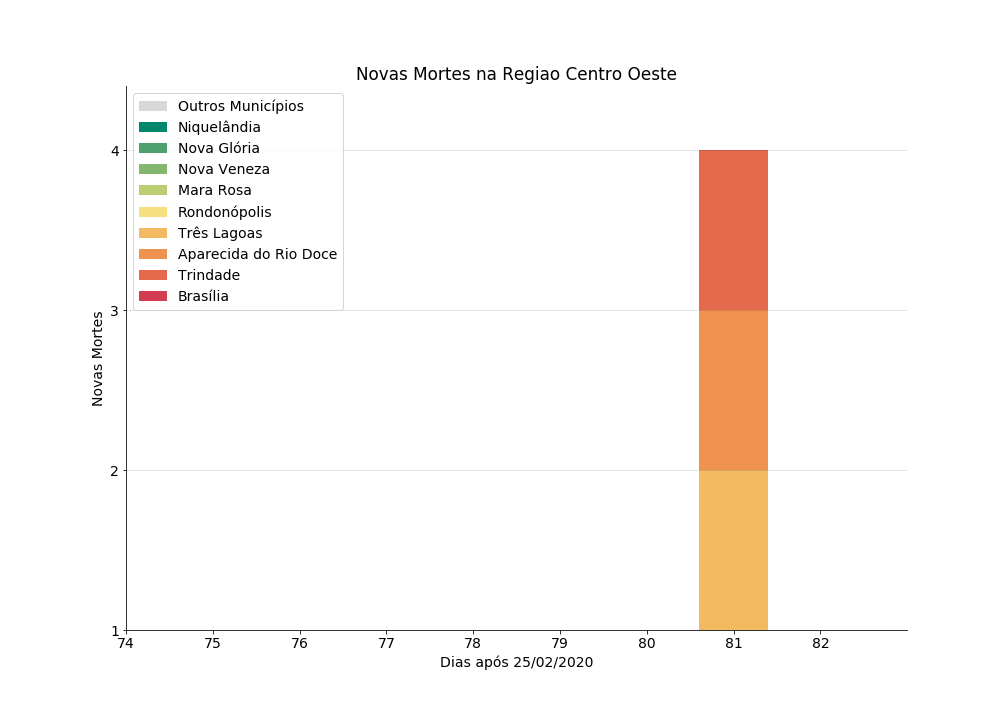 Novas Mortes na Regiao Centro Oeste
Outros Municípios
Niquelândia
Nova Glória
Nova Veneza
Mara Rosa
Rondonópolis
Três Lagoas
Aparecida do Rio Doce
Trindade
Brasília
Novas Mortes
4
3
2
1
74 75 76 77 78 79 80 81 82
Dias após 25/02/2020